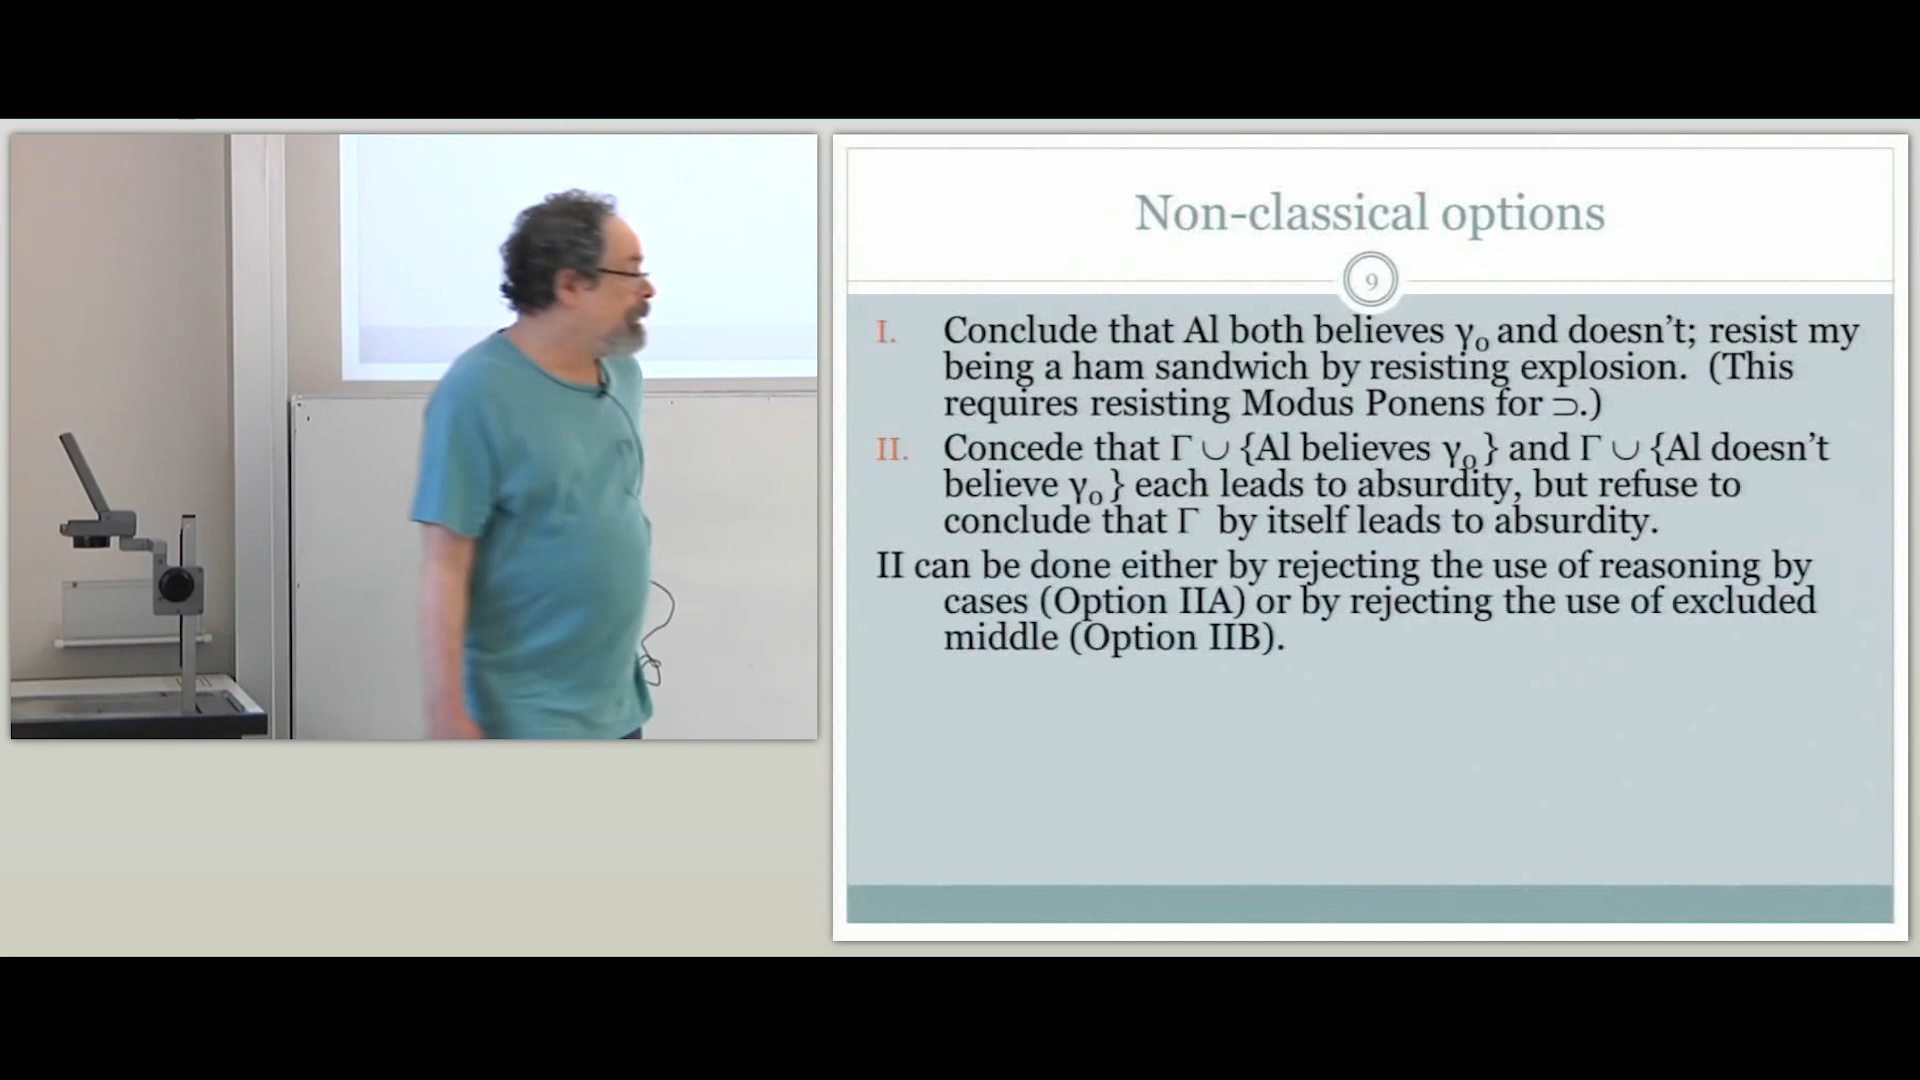 Non-classical options
9
I. Conclude that Al both believes γ₀ and doesn't; resist my
being a ham sandwich by resisting explosion. (This
requires resisting Modus Ponens for ⊃.)
II. Concede that Γ ∪ {Al believes γ₀} and Γ ∪ {Al doesn't
believe γ₀} each leads to absurdity, but refuse to
conclude that Γ by itself leads to absurdity.
II can be done either by rejecting the use of reasoning by
cases (Option IIA) or by rejecting the use of excluded
middle (Option IIB).